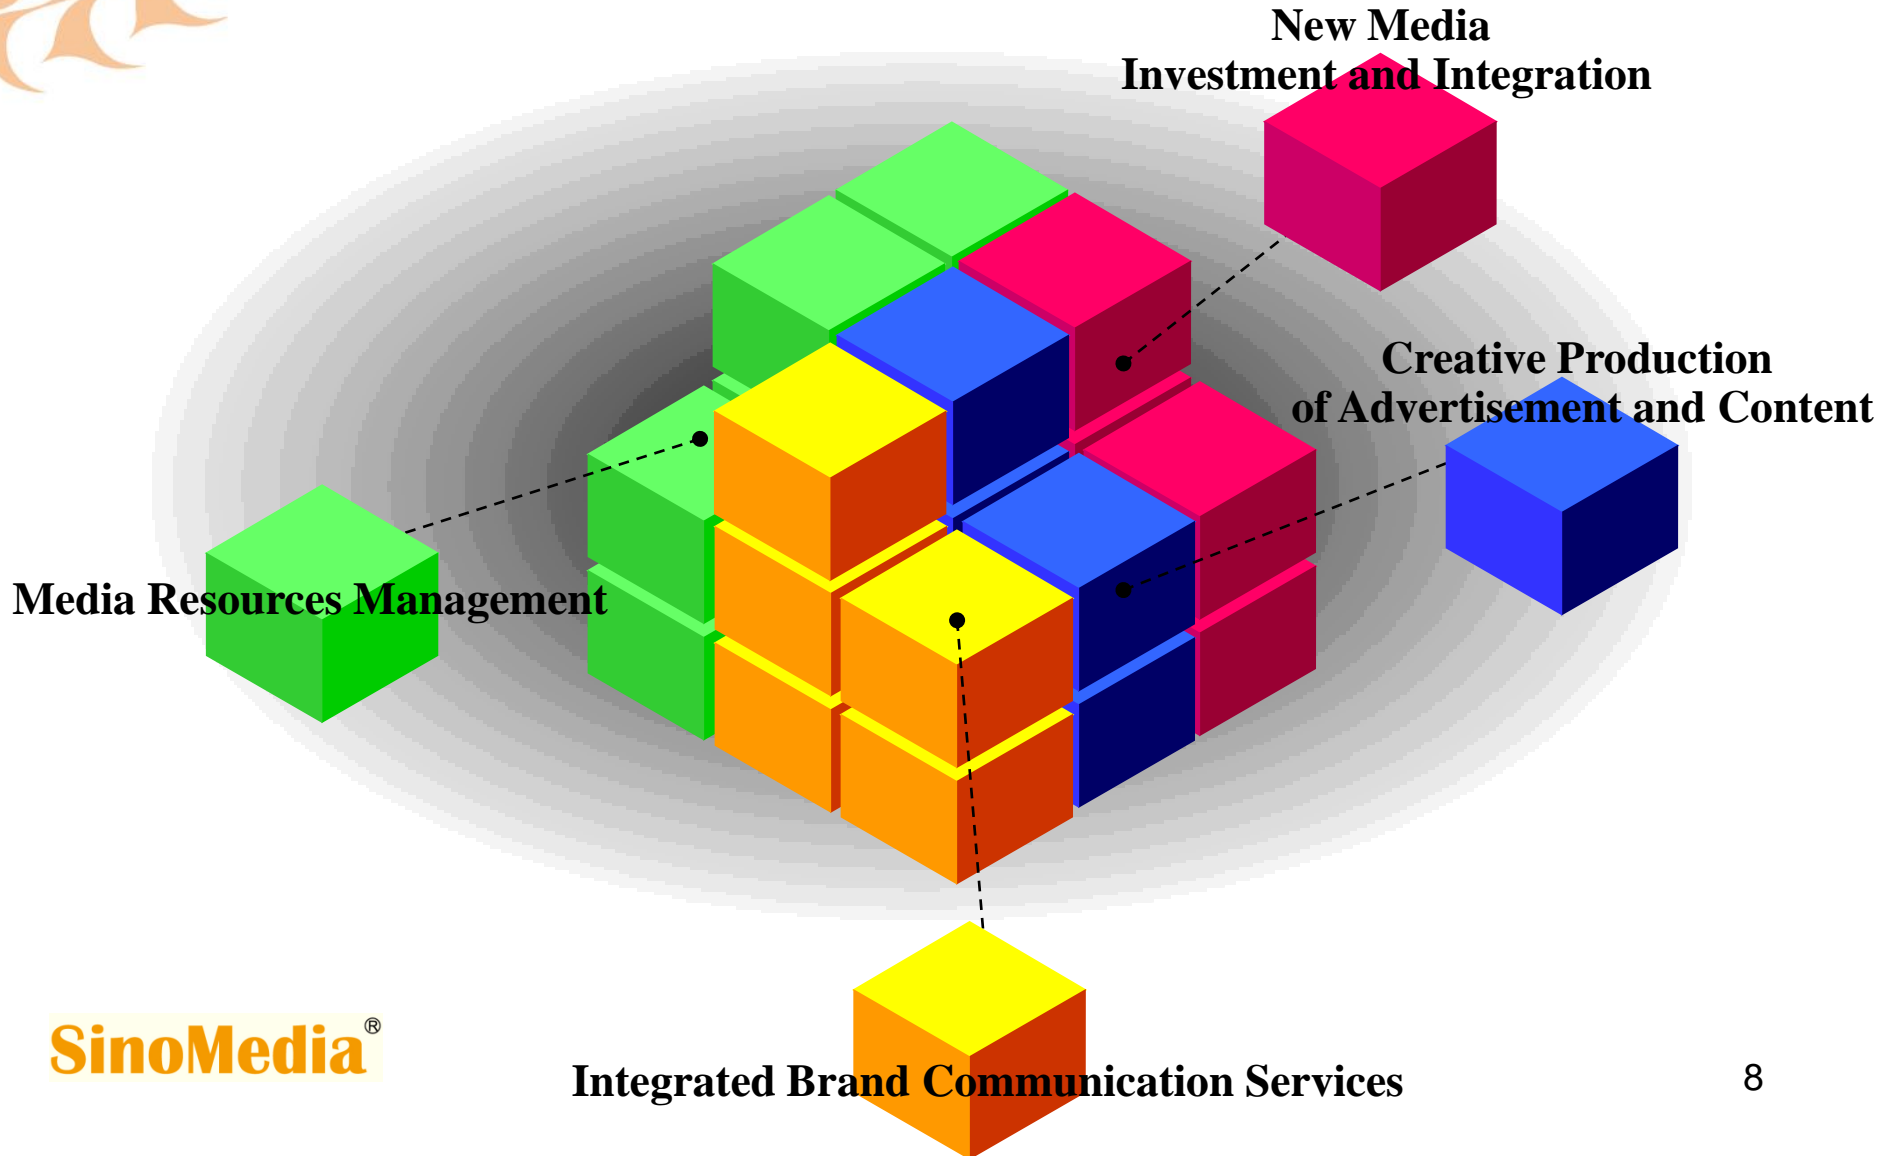 New Media
Investment and Integration
Creative Production
of Advertisement and Content
Media Resources Management
SinoMedia®
Integrated Brand Communication Services
8